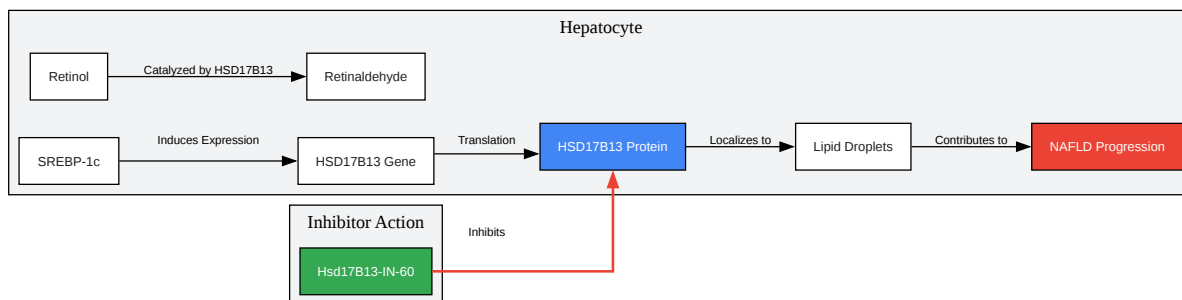 Hepatocyte
Retinol
Catalyzed by HSD17B13
Retinaldehyde
SREBP-1c
Induces Expression
HSD17B13 Gene
Translation
HSD17B13 Protein
Localizes to
Lipid Droplets
Contributes to
NAFLD Progression
Inhibitor Action
Hsd17B13-IN-60
Inhibits